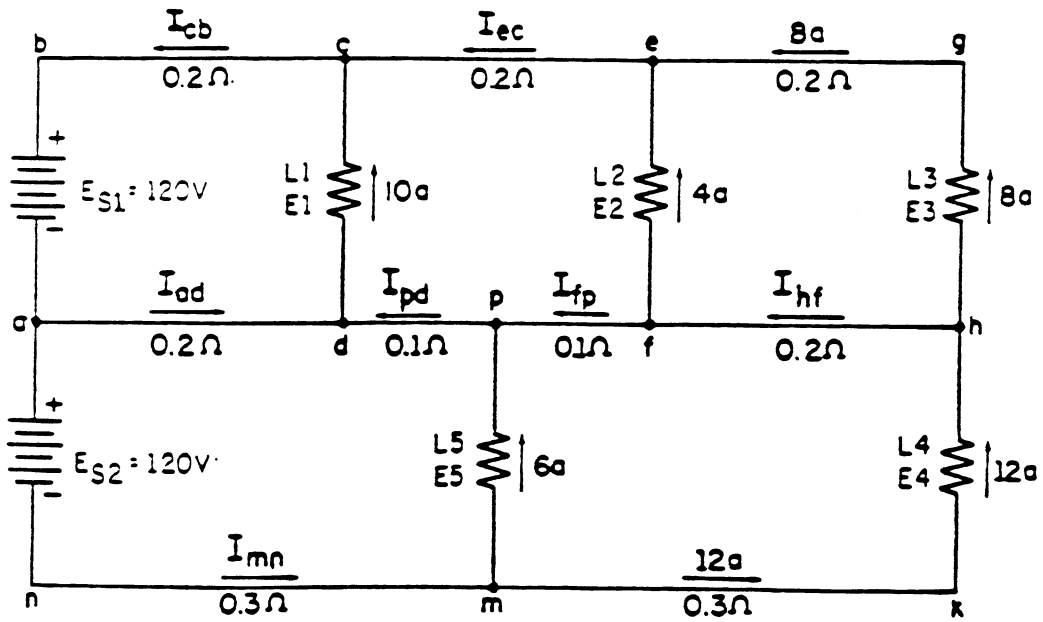 b I_cb c I_ec e 8a g
0.2Ω 0.2Ω 0.2Ω
+
E_S1 = 120V
−
L1
E1
10a
L2
E2
4a
L3
E3
8a
a I_ad I_pd p I_fp I_hf h
0.2Ω d 0.1Ω 0.1Ω f 0.2Ω
+
E_S2 = 120V
−
L5
E5
6a
L4
E4
12a
I_mn 12a
n 0.3Ω m 0.3Ω k